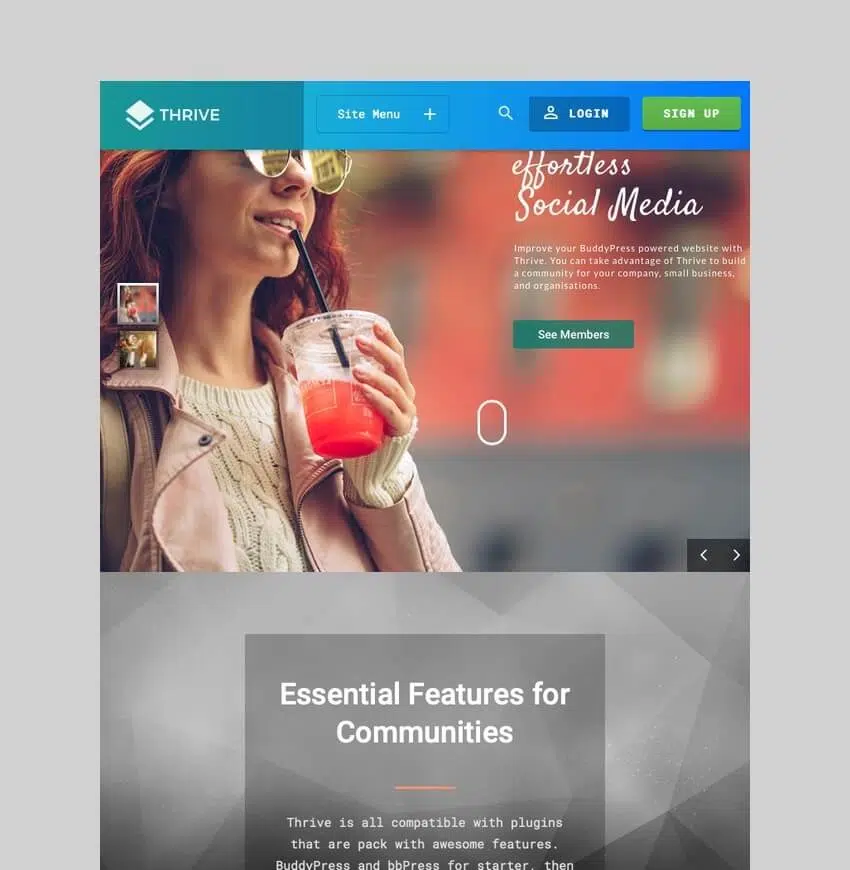 THRIVE
Site Menu
LOGIN
SIGN UP
effortless
Social Media
Improve your BuddyPress powered website with
Thrive. You can take advantage of Thrive to build
a community for your company, small business,
and organisations.
See Members
Essential Features for
Communities
Thrive is all compatible with plugins
that are pack with awesome features.
BuddyPress and bbPress for starter, then